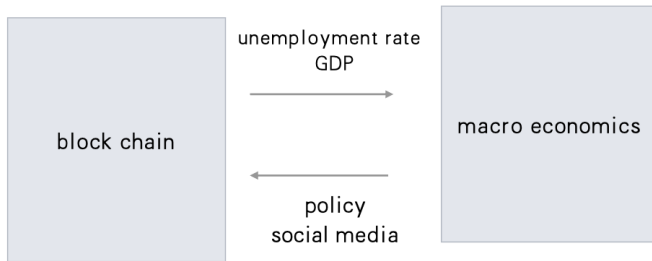 block chain
unemployment rate
GDP
policy
social media
macro economics